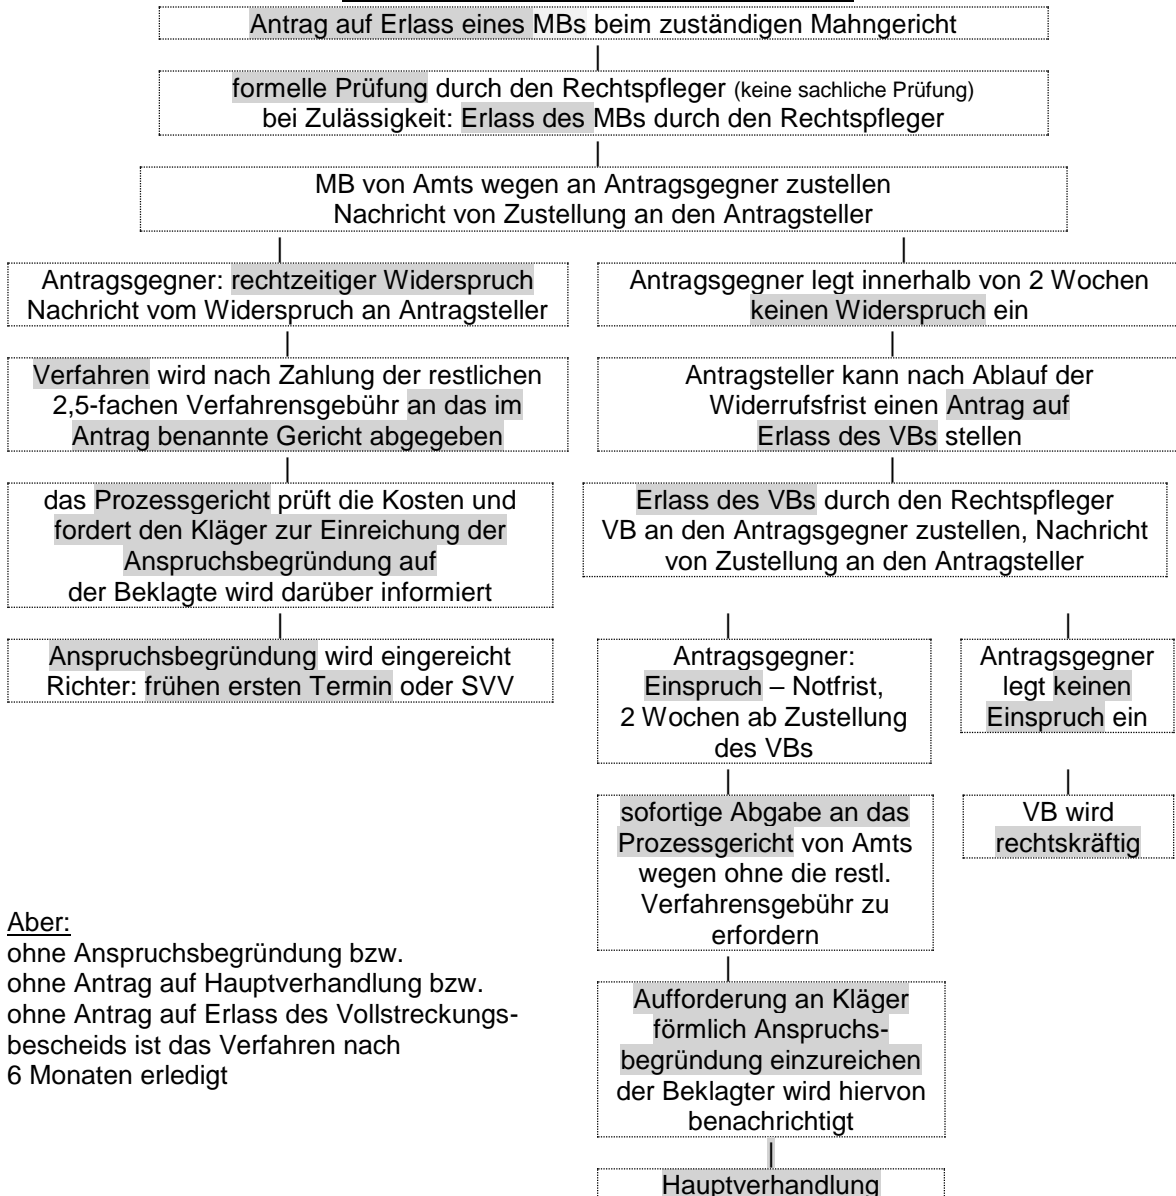 Antrag auf Erlass eines MBs beim zuständigen Mahngericht
formelle Prüfung durch den Rechtspfleger (keine sachliche Prüfung)
bei Zulässigkeit: Erlass des MBs durch den Rechtspfleger
MB von Amts wegen an Antragsgegner zustellen
Nachricht von Zustellung an den Antragsteller
Antragsgegner: rechtzeitiger Widerspruch
Nachricht vom Widerspruch an Antragsteller
Verfahren wird nach Zahlung der restlichen
2,5-fachen Verfahrensgebühr an das im
Antrag benannte Gericht abgegeben
das Prozessgericht prüft die Kosten und
fordert den Kläger zur Einreichung der
Anspruchsbegründung auf
der Beklagte wird darüber informiert
Anspruchsbegründung wird eingereicht
Richter: frühen ersten Termin oder SVV
Antragsgegner legt innerhalb von 2 Wochen
keinen Widerspruch ein
Antragsteller kann nach Ablauf der
Widerrufsfrist einen Antrag auf
Erlass des VBs stellen
Erlass des VBs durch den Rechtspfleger
VB an den Antragsgegner zustellen, Nachricht
von Zustellung an den Antragsteller
Antragsgegner:
Einspruch – Notfrist,
2 Wochen ab Zustellung
des VBs
sofortige Abgabe an das
Prozessgericht von Amts
wegen ohne die restl.
Verfahrensgebühr zu
erfordern
Aufforderung an Kläger
förmlich Anspruchs-
begründung einzureichen
der Beklagter wird hiervon
benachrichtigt
Hauptverhandlung
Antragsgegner
legt keinen
Einspruch ein
VB wird
rechtskräftig
Aber:
ohne Anspruchsbegründung bzw.
ohne Antrag auf Hauptverhandlung bzw.
ohne Antrag auf Erlass des Vollstreckungs-
bescheids ist das Verfahren nach
6 Monaten erledigt